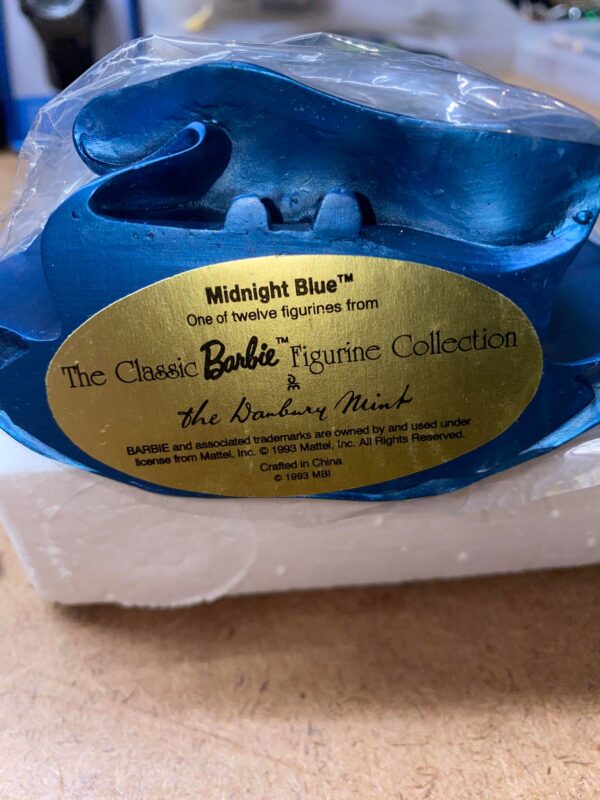 Midnight Blue™
One of twelve figurines from
The Classic Barbie™ Figurine Collection
the Danbury Mint
BARBIE and associated trademarks are owned by and used under
license from Mattel, Inc. © 1993 Mattel, Inc. All Rights Reserved.
Crafted in China
© 1993 MBI